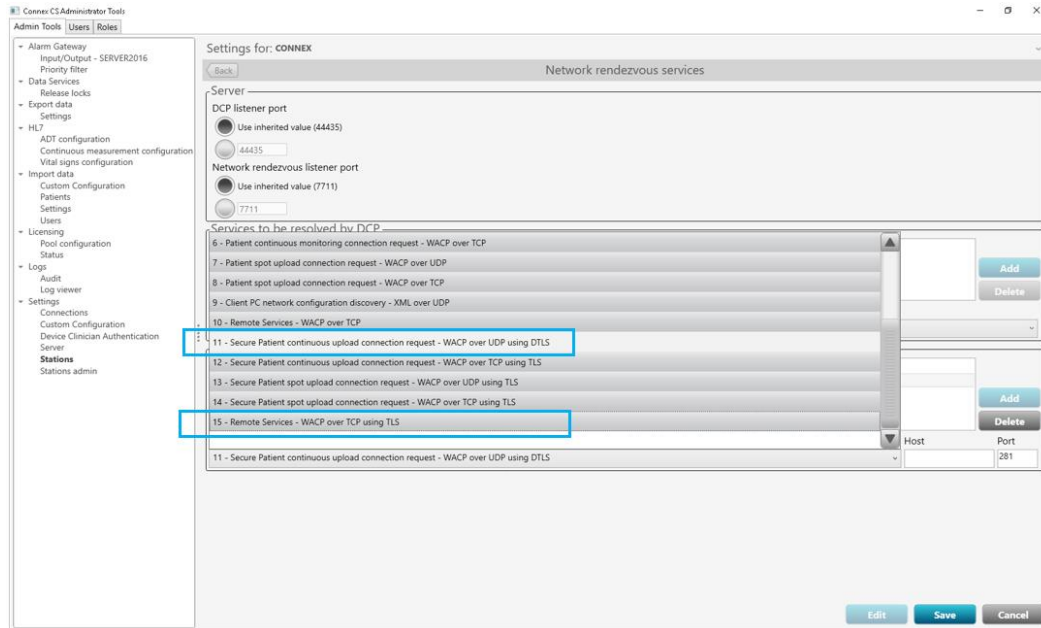 Connex CS Administrator Tools
Admin Tools Users Roles
Alarm Gateway
Input/Output - SERVER2016
Priority filter
Data Services
Release locks
Export data
Settings
HL7
ADT configuration
Continuous measurement configuration
Vital signs configuration
Import data
Custom Configuration
Patients
Settings
Users
Licensing
Pool configuration
Status
Logs
Audit
Log viewer
Settings
Connections
Custom Configuration
Device Clinician Authentication
Server
Stations
Stations admin
Settings for: CONNEX
Back
Network rendezvous services
Server
DCP listener port
Use inherited value (44435)
44435
Network rendezvous listener port
Use inherited value (7711)
7711
Services to be resolved by DCP
6 - Patient continuous monitoring connection request - WACP over TCP
7 - Patient spot upload connection request - WACP over UDP
8 - Patient spot upload connection request - WACP over TCP
9 - Client PC network configuration discovery - XML over UDP
10 - Remote Services - WACP over TCP
11 - Secure Patient continuous upload connection request - WACP over UDP using DTLS
12 - Secure Patient continuous upload connection request - WACP over TCP using TLS
13 - Secure Patient spot upload connection request - WACP over UDP using TLS
14 - Secure Patient spot upload connection request - WACP over TCP using TLS
15 - Remote Services - WACP over TCP using TLS
Add
Delete
Add
Delete
Host Port
11 - Secure Patient continuous upload connection request - WACP over UDP using DTLS
281
Edit Save Cancel